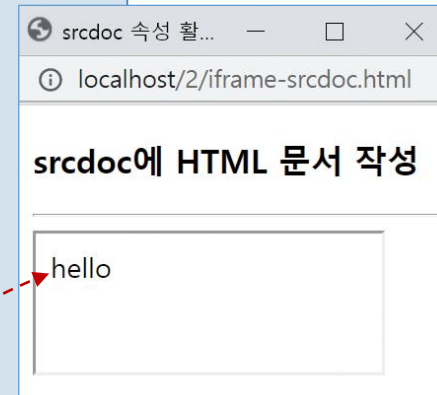 srcdoc 속성 활...
localhost/2/iframe-srcdoc.html
srcdoc에 HTML 문서 작성
hello